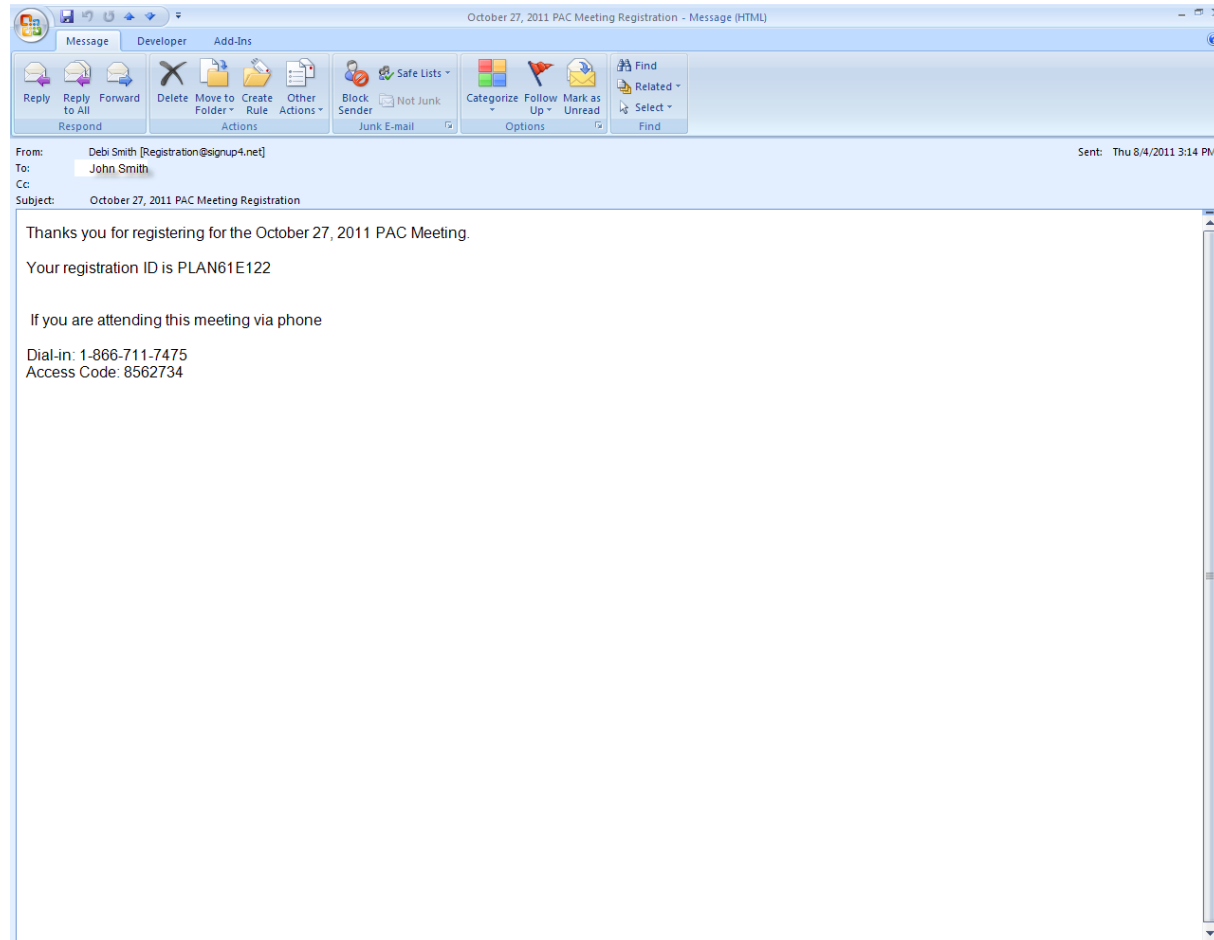 October 27, 2011 PAC Meeting Registration - Message (HTML)
Message Developer Add-Ins
Reply Reply to All Forward Delete Move to Folder Create Rule Other Actions Block Sender Safe Lists Not Junk Categorize Follow Up Mark as Unread Find Related Select
Respond Actions Junk E-mail Options Find
From: Debi Smith [Registration@signup4.net] Sent: Thu 8/4/2011 3:14 PM
To: John Smith
Cc:
Subject: October 27, 2011 PAC Meeting Registration
Thanks you for registering for the October 27, 2011 PAC Meeting.
Your registration ID is PLAN61E122
If you are attending this meeting via phone
Dial-in: 1-866-711-7475
Access Code: 8562734